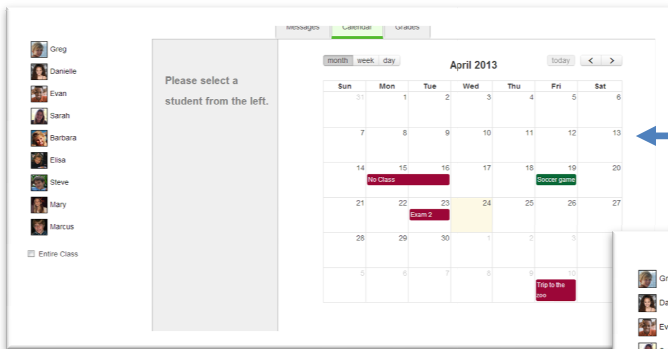 Messages Calendar Grades
Greg
Danielle
Evan
Sarah
Barbara
Elisa
Steve
Mary
Marcus
Entire Class
Please select a
student from the left.
month week day
April 2013
today < >
Sun Mon Tue Wed Thu Fri Sat
31 1 2 3 4 5 6
7 8 9 10 11 12 13
14 15 16 17 18 19 20
No Class Soccer game
21 22 23 24 25 26 27
Exam 2
28 29 30 1 2 3
5 6 7 8 9 10
Trip to the
zoo
Gr
Da
Ev